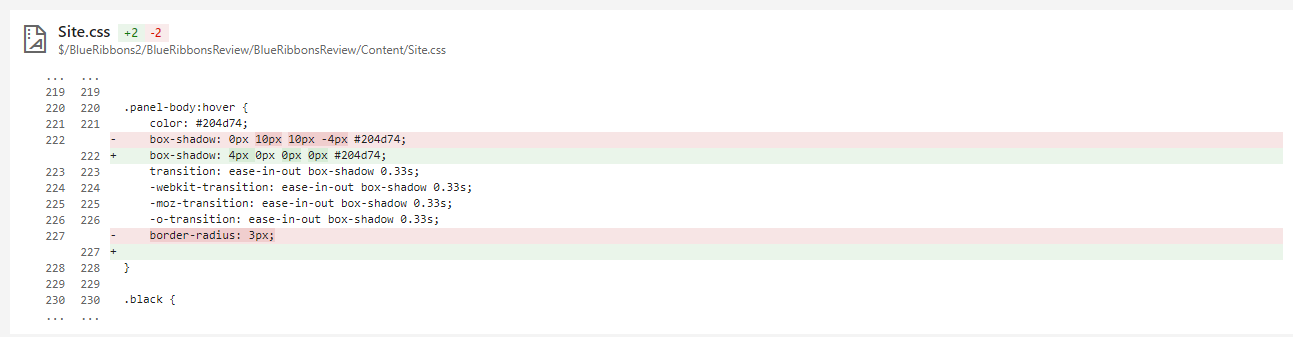 Site.css +2 -2
$/BlueRibbons2/BlueRibbonsReview/BlueRibbonsReview/Content/Site.css
... ...
219 219
220 220 .panel-body:hover {
221 221 color: #204d74;
222 - box-shadow: 0px 10px 10px -4px #204d74;
222 + box-shadow: 4px 0px 0px 0px #204d74;
223 223 transition: ease-in-out box-shadow 0.33s;
224 224 -webkit-transition: ease-in-out box-shadow 0.33s;
225 225 -moz-transition: ease-in-out box-shadow 0.33s;
226 226 -o-transition: ease-in-out box-shadow 0.33s;
227 - border-radius: 3px;
227 +
228 228 }
229 229
230 230 .black {
... ...